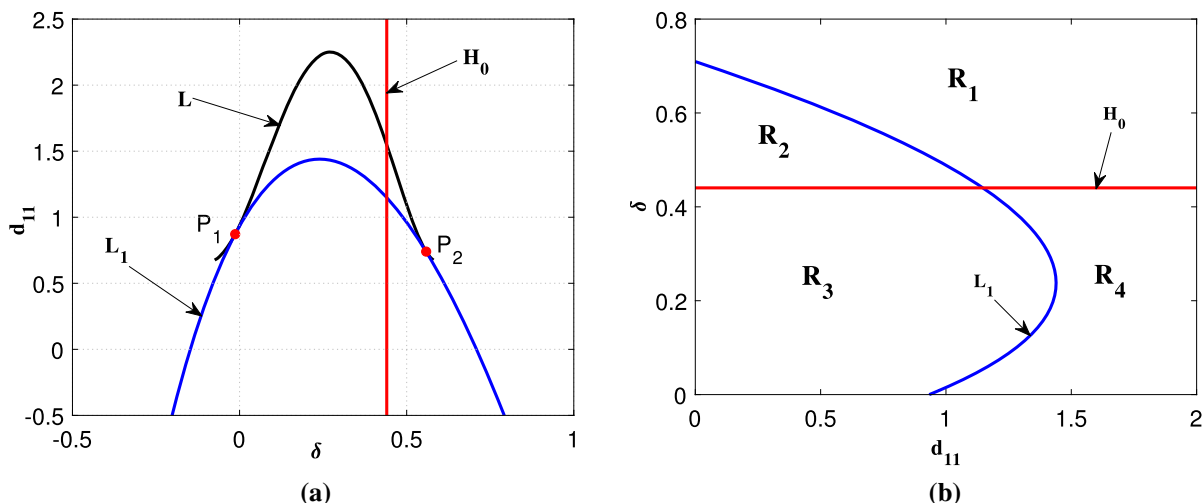 2.5
2
1.5
1
0.5
0
-0.5
d₁₁
-0.5
0
0.5
1
δ
L
H₀
L₁
P₁
P₂
(a)
0.8
0.6
0.4
0.2
0
δ
0
0.5
1
1.5
2
d₁₁
R₁
R₂
H₀
R₃
R₄
L₁
(b)